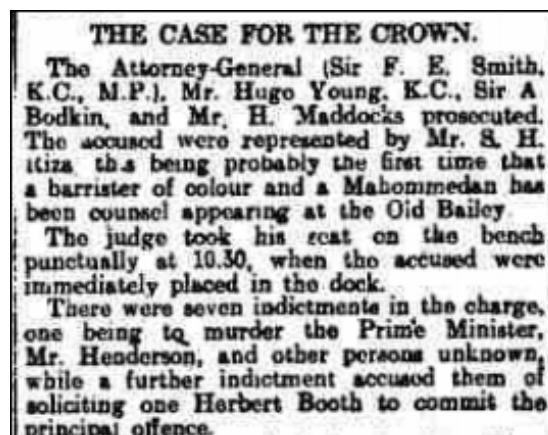 THE CASE FOR THE CROWN.
The Attorney-General (Sir F. E. Smith,
K.C., M.P.), Mr. Hugo Young, K.C., Sir A
Bodkin, and Mr. H. Maddocks prosecuted.
The accused were represented by Mr. S. H.
this being probably the first time that
a barrister of colour and a Mahommedan has
been counsel appearing at the Old Bailey
The judge took his seat on the bench
punctually at 10.30, when the accused were
immediately placed in the dock.
There were seven indictments in the charge,
one being to murder the Prime Minister,
Mr. Henderson, and other persons unknown,
while a further indictment accused them of
soliciting one Herbert Booth to commit the
principal offence.